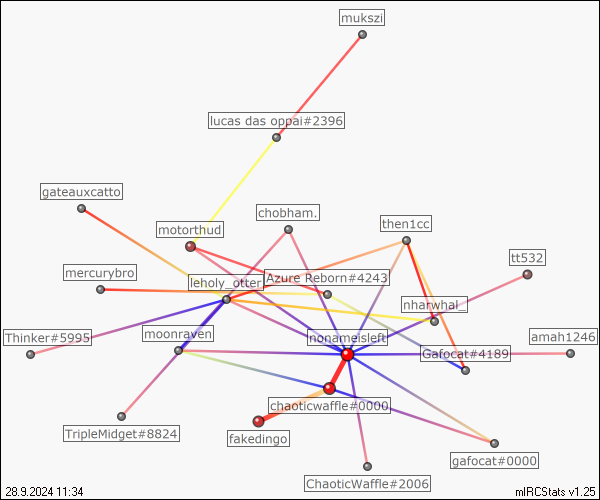 mukszi
lucas das oppai#2396
gateauxcatto
chobham.
motorthud
then1cc
tt532
mercurybro
Azure Reborn#4243
leholy_otter
nharwhal_
Thinker#5995
moonraven
nonameisleft
amah1246
Gafocat#4189
chaoticwaffle#0000
TripleMidget#8824
fakedingo
gafocat#0000
ChaoticWaffle#2006
28.9.2024 11:34
mIRCStats v1.25